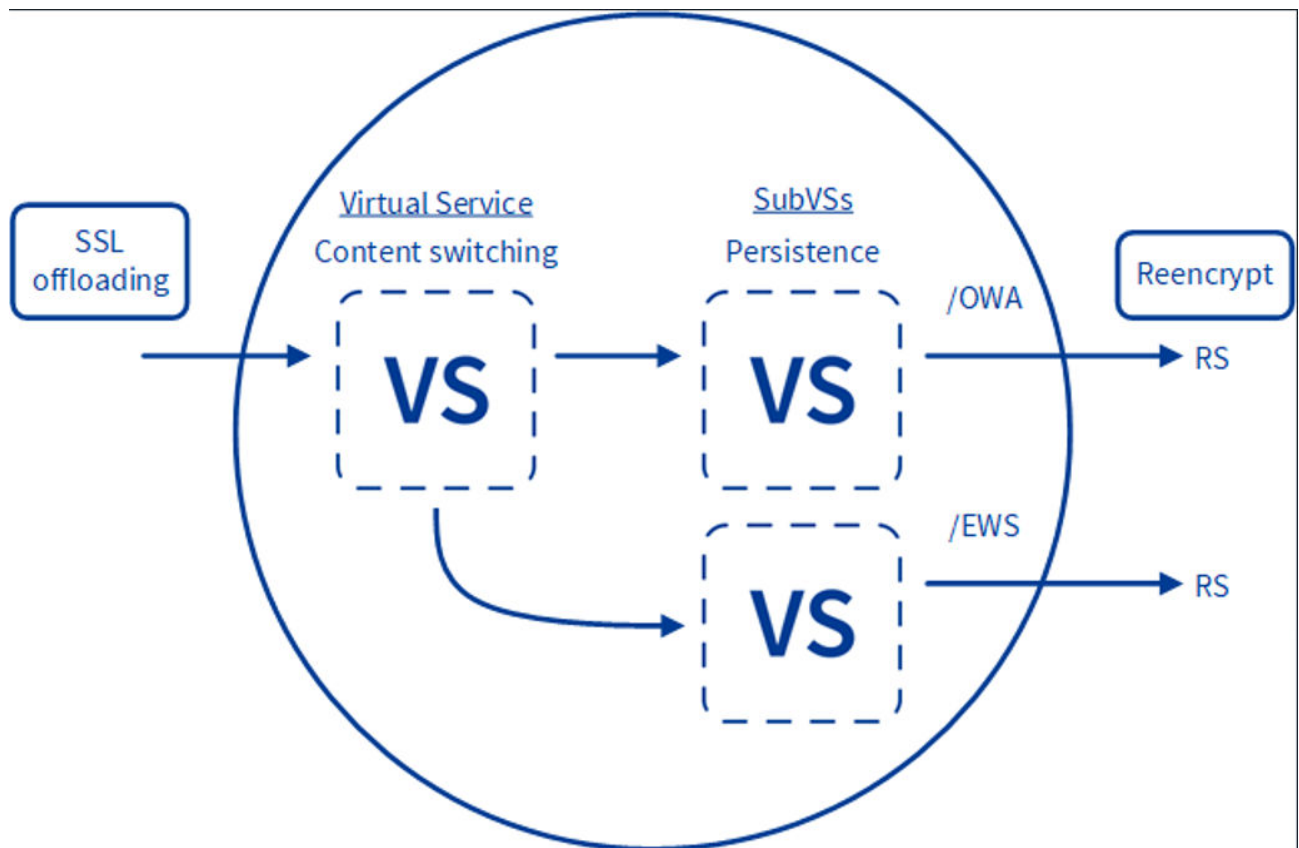 SSL
offloading
Virtual Service
Content switching
VS
SubVSs
Persistence
VS
/OWA
Reencrypt
RS
VS
/EWS
RS